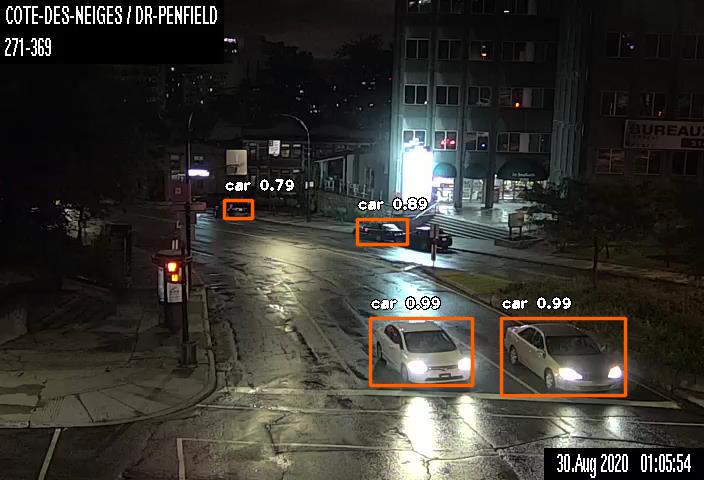 COTE-DES-NEIGES / DR-PENFIELD
271-369
car 0.79
car 0.89
BUREAUX
car 0.99
car 0.99
30.Aug 2020 01:05:54